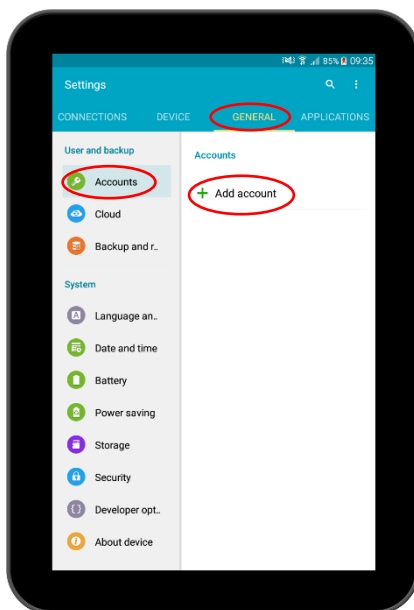 85% 09:35
Settings
CONNECTIONS DEVICE GENERAL APPLICATIONS
User and backup
Accounts
Cloud
Backup and r..
System
Language an..
Date and time
Battery
Power saving
Storage
Security
Developer opt..
About device
Accounts
Add account